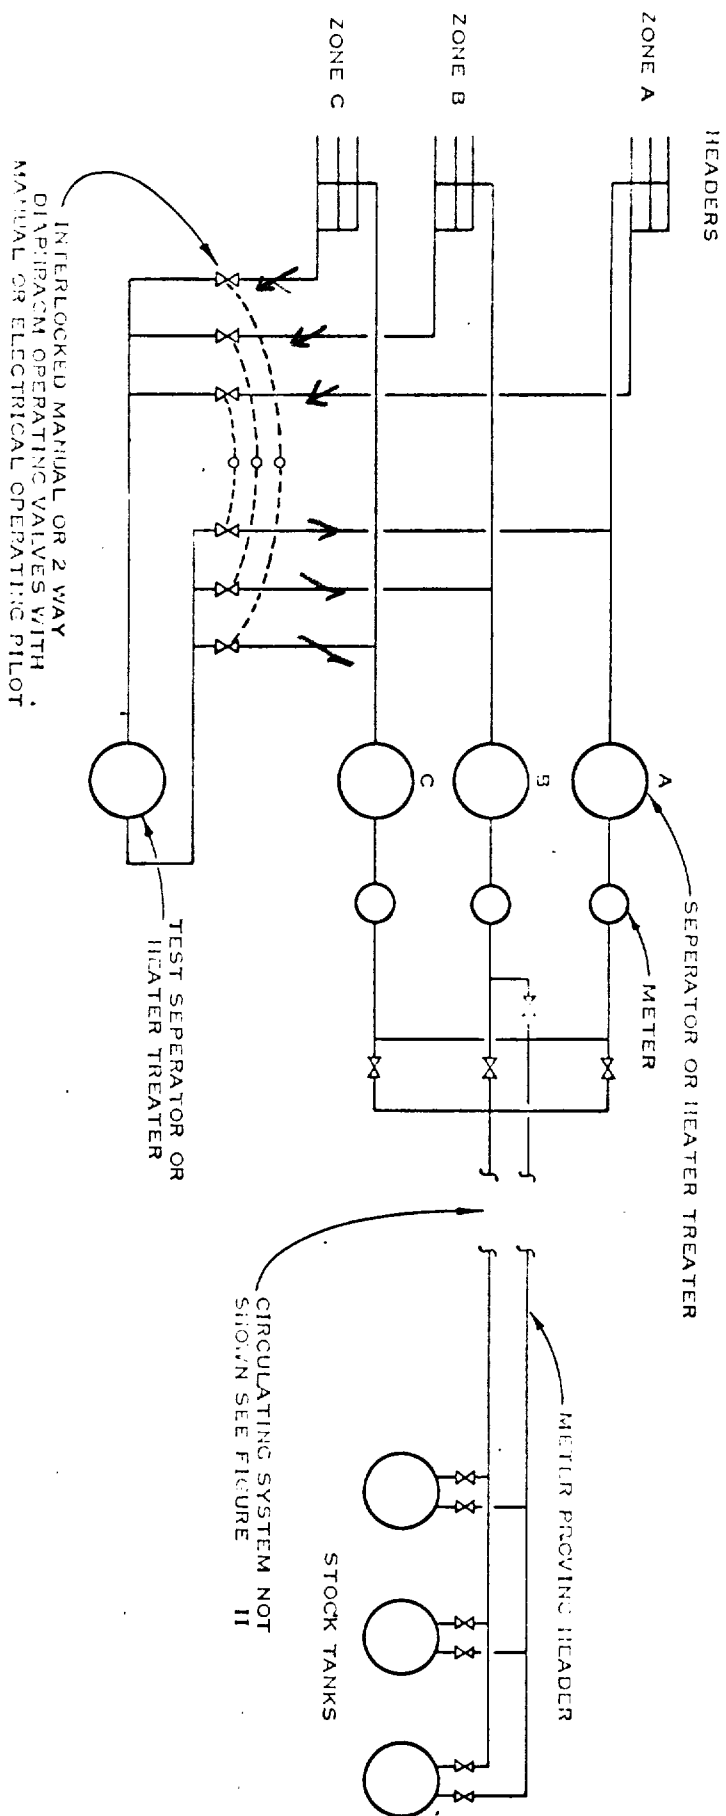 HEADERS
ZONE A
ZONE B
ZONE C
A
B
C
SEPERATOR OR HEATER TREATER
METER
INTERLOCKED MANUAL OR 2 WAY
DIAPHRAGM OPERATING VALVES WITH
MANUAL OR ELECTRICAL OPERATING PILOT
TEST SEPERATOR OR
HEATER TREATER
CIRCULATING SYSTEM NOT
SHOWN SEE FIGURE II
METER PROVING HEADER
STOCK TANKS